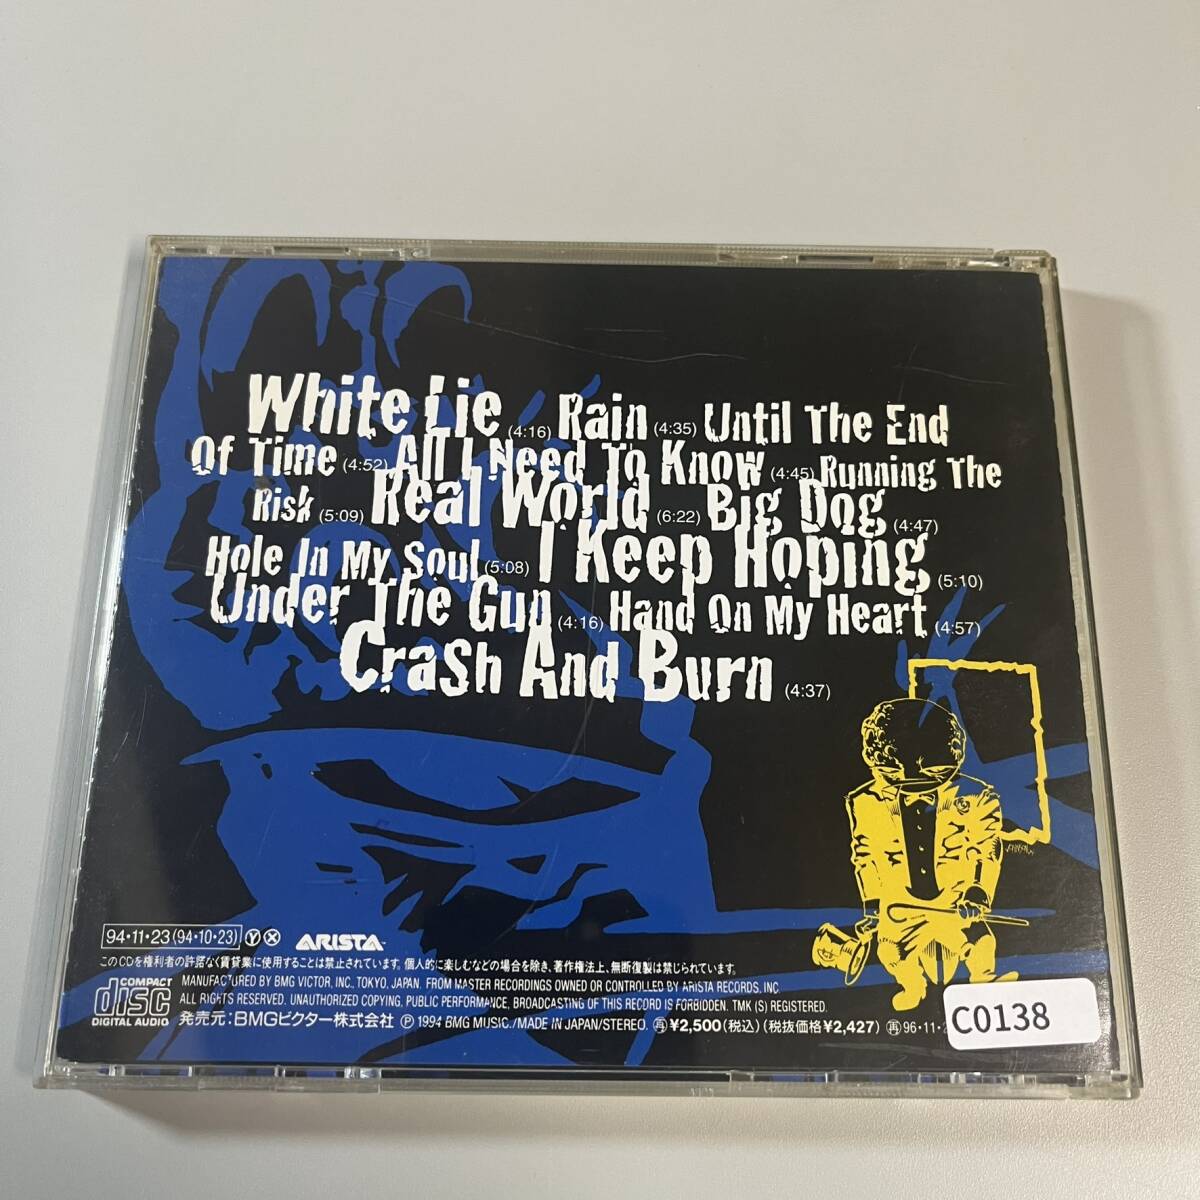 White Lie (4:16) Rain (4:35) Until The End
Of Time (4:52) All I Need To Know (4:45) Running The
Risk (5:09) Real World (6:22) Big Dog (4:47)
Hole In My Soul (5:08) I Keep Hoping (5:10)
Under The Gun (4:16) Hand On My Heart (4:57)
Crash And Burn (4:37)
94・11・23 (94・10・23) Ⓨ Ⓧ ARISTA
このCDを権利者の許諾なく賃貸業に使用することは禁止されています。個人的に楽しむなどの場合を除き、著作権法上、無断複製は禁じられています。
MANUFACTURED BY BMG VICTOR, INC., TOKYO, JAPAN. FROM MASTER RECORDINGS OWNED OR CONTROLLED BY ARISTA RECORDS, INC.
ALL RIGHTS RESERVED. UNAUTHORIZED COPYING, PUBLIC PERFORMANCE, BROADCASTING OF THIS RECORD IS FORBIDDEN. TMK (S) REGISTERED.
COMPACT
disc
DIGITAL AUDIO
発売元：BMGビクター株式会社 Ⓟ 1994 BMG MUSIC./MADE IN JAPAN/STEREO. 再 ¥2,500(税込)(税抜価格¥2,427) 再 96・11・
C0138